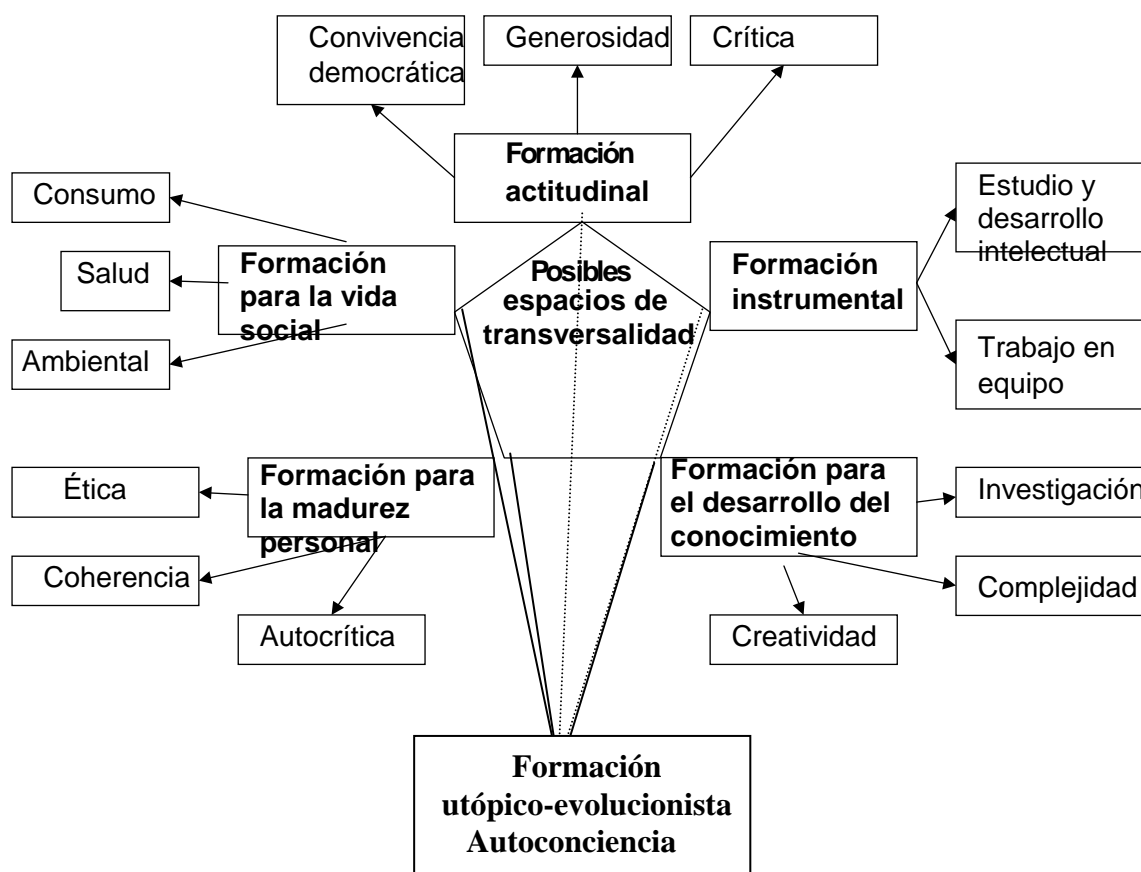 Convivencia
democrática
Generosidad
Crítica
Formación
actitudinal
Consumo
Salud
Ambiental
Formación
para la vida
social
Posibles
espacios de
transversalidad
Formación
instrumental
Estudio y
desarrollo
intelectual
Trabajo en
equipo
Ética
Coherencia
Autocrítica
Formación para
la madurez
personal
Formación para
el desarrollo del
conocimiento
Investigación
Complejidad
Creatividad
Formación
utópico-evolucionista
Autoconciencia